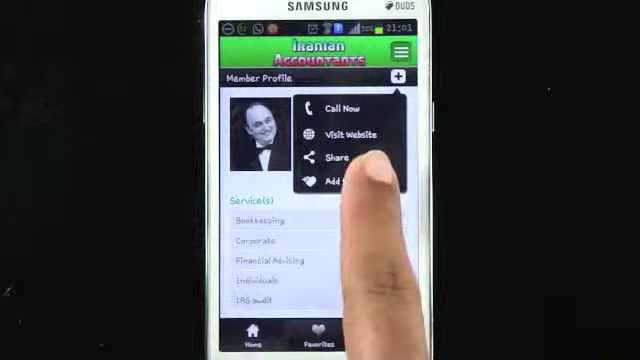 SAMSUNG
DUOS
52% 21:01
Iranian
Accountants
Member Profile
Call Now
Visit Website
Share
Add
Service(s)
Bookkeeping
Corporate
Financial Advising
Individuals
IRS audit
Home
Favorites